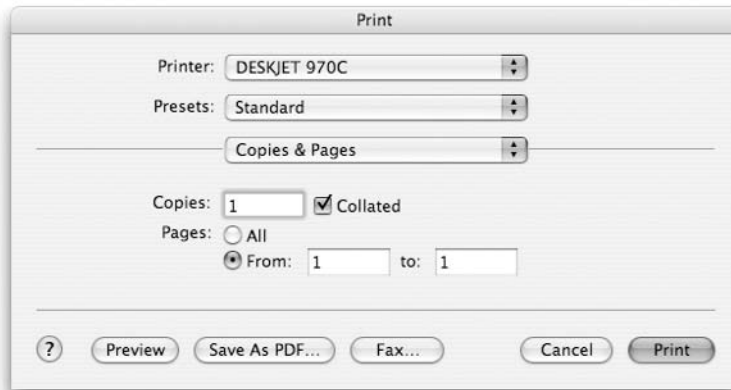 Print
Printer: DESKJET 970C
Presets: Standard
Copies & Pages
Copies: 1 Collated
Pages: All
From: 1 to: 1
? Preview Save As PDF... Fax... Cancel Print